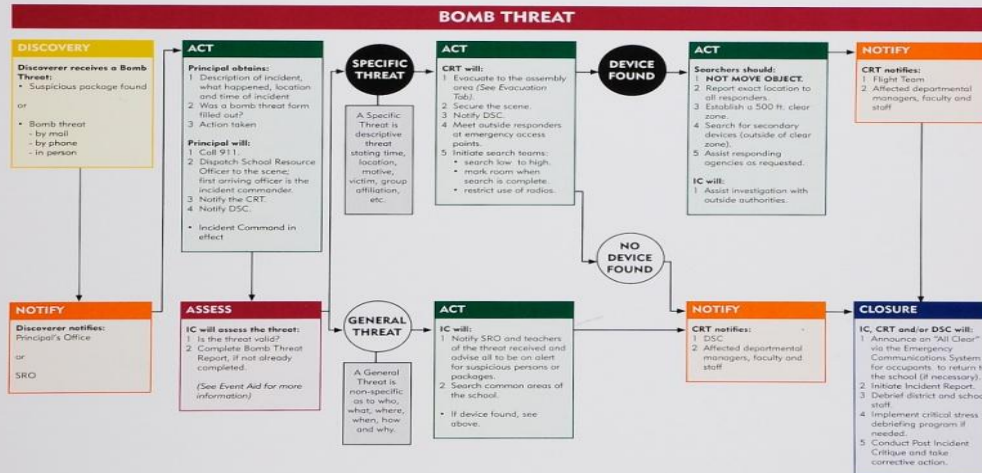 BOMB THREAT
DISCOVERY
Discoverer receives a Bomb
Threat:
• Suspicious package found
or
• Bomb threat
- by mail
- by phone
- in person
NOTIFY
Discoverer notifies:
Principal's Office
or
SRO
ACT
Principal obtains:
1 Description of incident,
what happened, location
and time of incident
2 Was a bomb threat form
filled out?
3 Action taken
Principal will:
1 Call 911.
2 Dispatch School Resource
Officer to the scene;
first arriving officer is the
incident commander.
3 Notify the CRT.
4 Notify DSC.
• Incident Command in
effect
ASSESS
IC will assess the threat:
1 Is the threat valid?
2 Complete Bomb Threat
Report, if not already
completed.
(See Event Aid for more
information)
SPECIFIC
THREAT
A Specific
Threat is
descriptive
threat
stating time,
location,
motive,
victim, group
affiliation,
etc.
GENERAL
THREAT
A General
Threat is
non-specific
as to who,
what, where,
when, how
and why.
ACT
CRT will:
1 Evacuate to the assembly
area (See Evacuation
Tab).
2 Secure the scene.
3 Notify DSC.
4 Meet outside responders
at emergency access
points.
5 Initiate search teams:
• search low to high.
• mark room when
search is complete.
• restrict use of radios.
ACT
IC will:
1 Notify SRO and teachers
of the threat received and
advise all to be on alert
for suspicious persons or
packages.
2 Search common areas of
the school.
• If device found, see
above.
DEVICE
FOUND
NO
DEVICE
FOUND
ACT
Searchers should:
1 NOT MOVE OBJECT.
2 Report exact location to
all responders.
3 Establish a 500 ft. clear
zone.
4 Search for secondary
devices (outside of clear
zone).
5 Assist responding
agencies as requested.
IC will:
1 Assist investigation with
outside authorities.
NOTIFY
CRT notifies:
1 DSC
2 Affected departmental
managers, faculty and
staff
NOTIFY
CRT notifies:
1 Flight Team
2 Affected departmental
managers, faculty and
staff
CLOSURE
IC, CRT and/or DSC will:
1 Announce an "All Clear"
via the Emergency
Communications System
for occupants to return t
the school (if necessary).
2 Initiate Incident Report.
3 Debrief district and schoo
staff.
4 Implement critical stress
debriefing program if
needed.
5 Conduct Post Incident
Critique and take
corrective action.